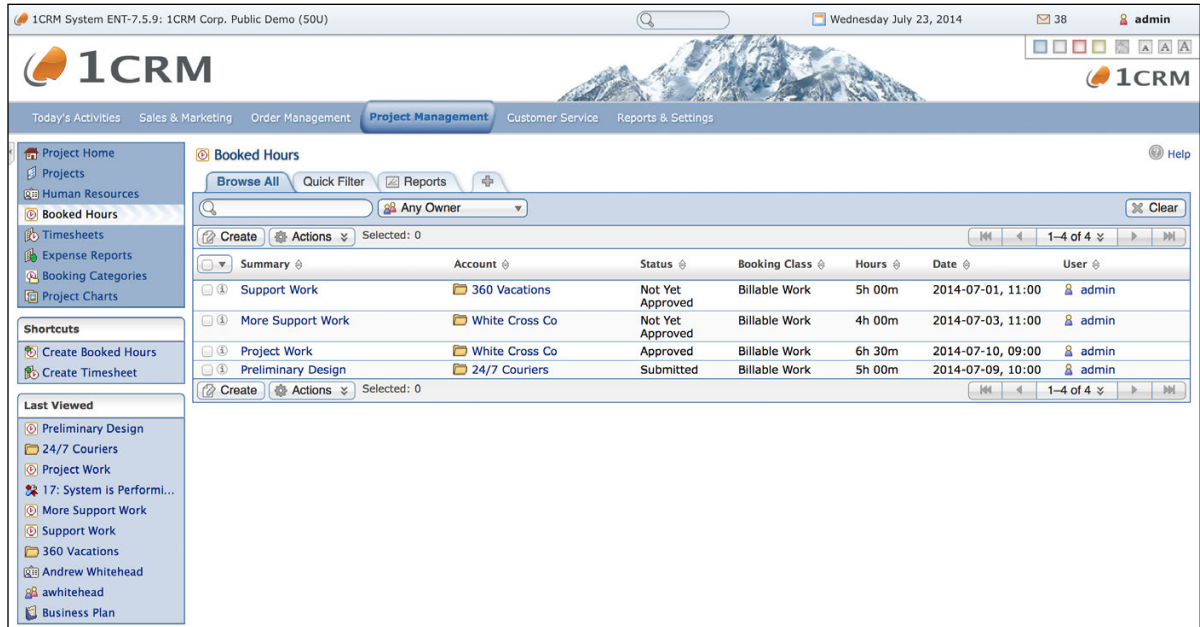 1CRM System ENT-7.5.9: 1CRM Corp. Public Demo (50U)
Wednesday July 23, 2014
38
admin
1CRM
A A A
1CRM
Today's Activities Sales & Marketing Order Management Project Management Customer Service Reports & Settings
Project Home
Projects
Human Resources
Booked Hours
Timesheets
Expense Reports
Booking Categories
Project Charts
Shortcuts
Create Booked Hours
Create Timesheet
Last Viewed
Preliminary Design
24/7 Couriers
Project Work
17: System is Performi...
More Support Work
Support Work
360 Vacations
Andrew Whitehead
awhitehead
Business Plan
Booked Hours
Help
Browse All Quick Filter Reports
Any Owner
Clear
Create Actions Selected: 0 1–4 of 4
Summary Account Status Booking Class Hours Date User
Support Work 360 Vacations Not Yet Billable Work 5h 00m 2014-07-01, 11:00 admin
Approved
More Support Work White Cross Co Not Yet Billable Work 4h 00m 2014-07-03, 11:00 admin
Approved
Project Work White Cross Co Approved Billable Work 6h 30m 2014-07-10, 09:00 admin
Preliminary Design 24/7 Couriers Submitted Billable Work 5h 00m 2014-07-09, 10:00 admin
Create Actions Selected: 0 1–4 of 4